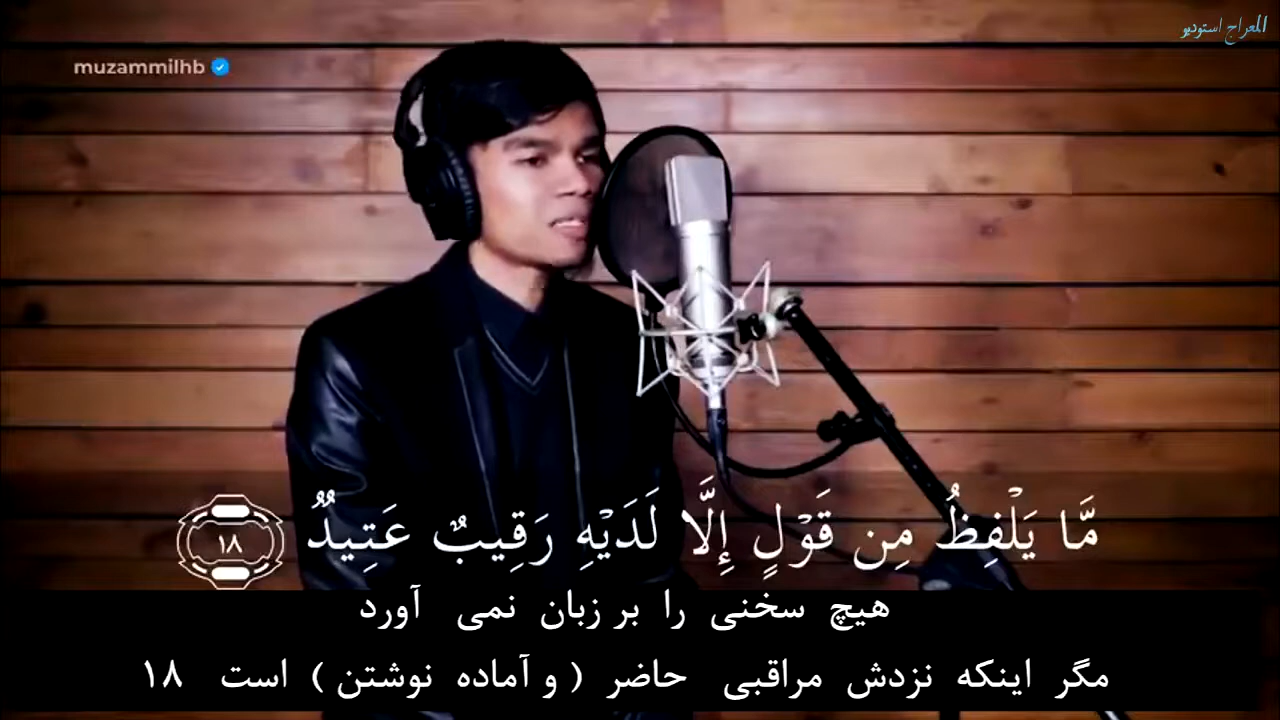 المعراج استودیو
muzammilhb
مَّا يَلْفِظُ مِن قَوْلٍ إِلَّا لَدَيْهِ رَقِيبٌ عَتِيدٌ ١٨
هیچ سخنی را بر زبان نمی آورد
مگر اینکه نزدش مراقبی حاضر ( و آماده نوشتن ) است ١٨